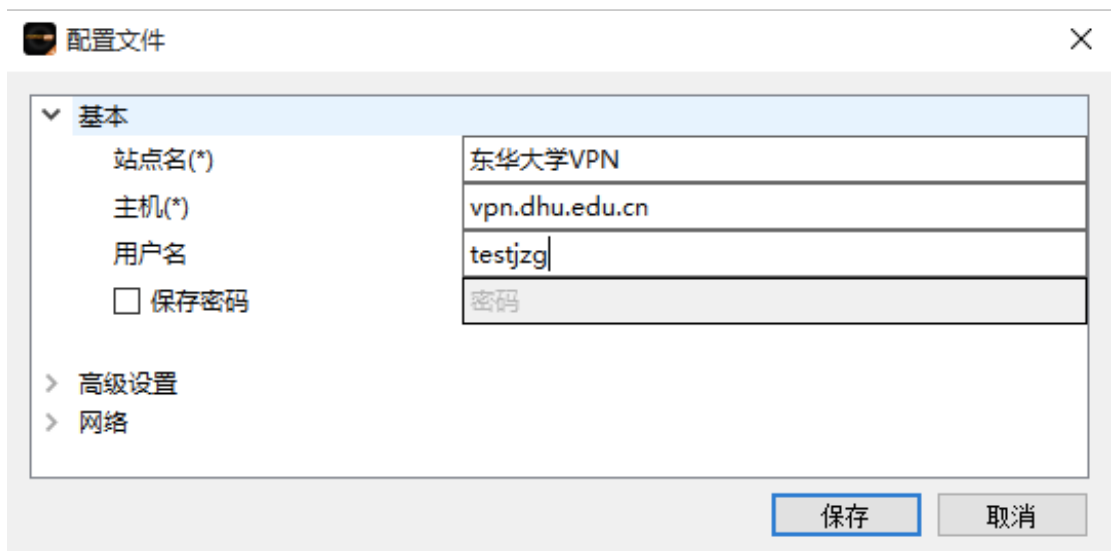 配置文件
基本
站点名(*) 东华大学VPN
主机(*) vpn.dhu.edu.cn
用户名 testjzg
保存密码 密码
高级设置
网络
保存 取消